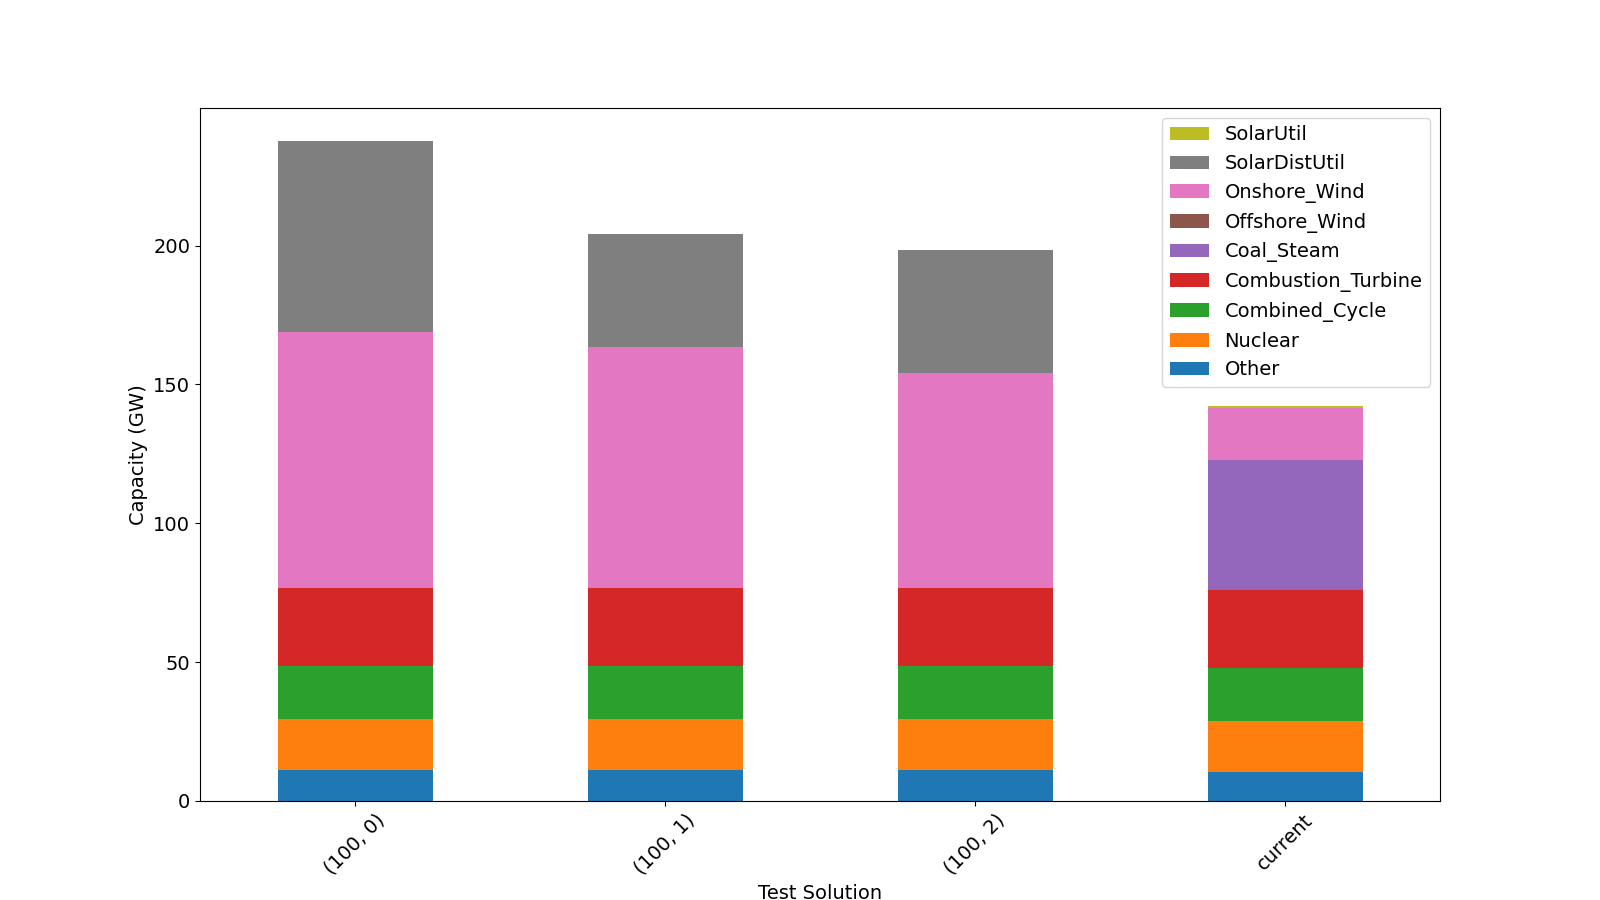 SolarUtil
SolarDistUtil
Onshore_Wind
Offshore_Wind
Coal_Steam
Combustion_Turbine
Combined_Cycle
Nuclear
Other
Capacity (GW)
200
150
100
50
0
(100, 0)
(100, 1)
(100, 2)
current
Test Solution